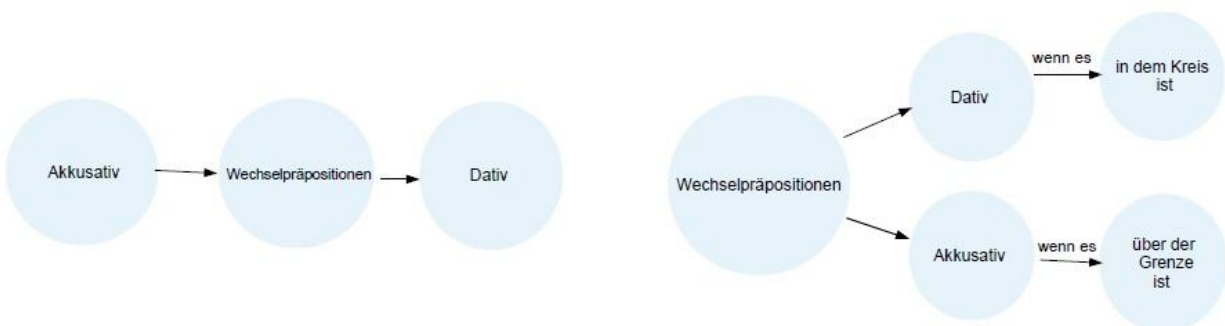 Akkusativ
Wechselpräpositionen
Dativ
Wechselpräpositionen
Dativ
wenn es
in dem Kreis
ist
Akkusativ
wenn es
über der
Grenze
ist